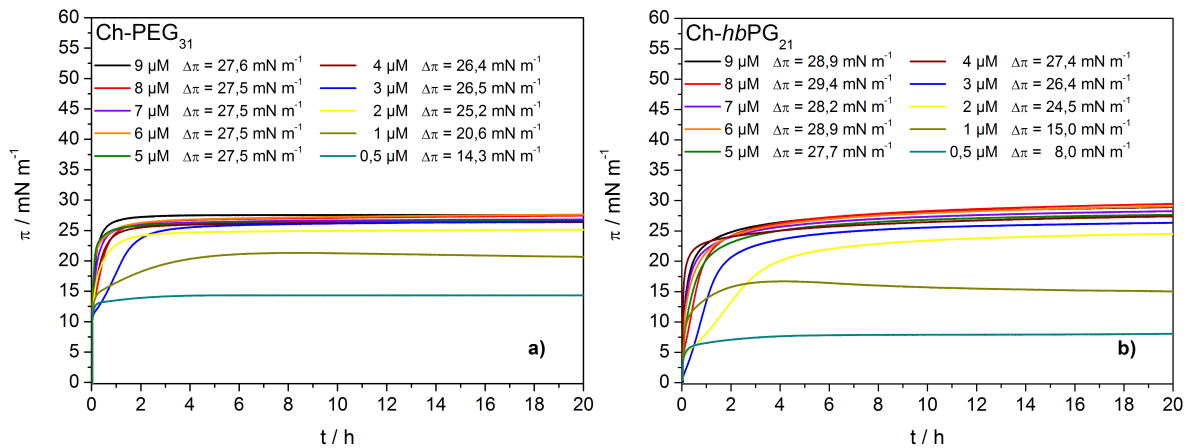 Ch-PEG31
9 µM Δπ = 27,6 mN m-1
8 µM Δπ = 27,5 mN m-1
7 µM Δπ = 27,5 mN m-1
6 µM Δπ = 27,5 mN m-1
5 µM Δπ = 27,5 mN m-1
4 µM Δπ = 26,4 mN m-1
3 µM Δπ = 26,5 mN m-1
2 µM Δπ = 25,2 mN m-1
1 µM Δπ = 20,6 mN m-1
0,5 µM Δπ = 14,3 mN m-1
60
55
50
45
40
35
30
25
20
15
10
5
0
π / mN m-1
0 2 4 6 8 10 12 14 16 18 20
t / h
a)
Ch-hbPG21
9 µM Δπ = 28,9 mN m-1
8 µM Δπ = 29,4 mN m-1
7 µM Δπ = 28,2 mN m-1
6 µM Δπ = 28,9 mN m-1
5 µM Δπ = 27,7 mN m-1
4 µM Δπ = 27,4 mN m-1
3 µM Δπ = 26,4 mN m-1
2 µM Δπ = 24,5 mN m-1
1 µM Δπ = 15,0 mN m-1
0,5 µM Δπ = 8,0 mN m-1
60
55
50
45
40
35
30
25
20
15
10
5
0
π / mN m-1
0 2 4 6 8 10 12 14 16 18 20
t / h
b)